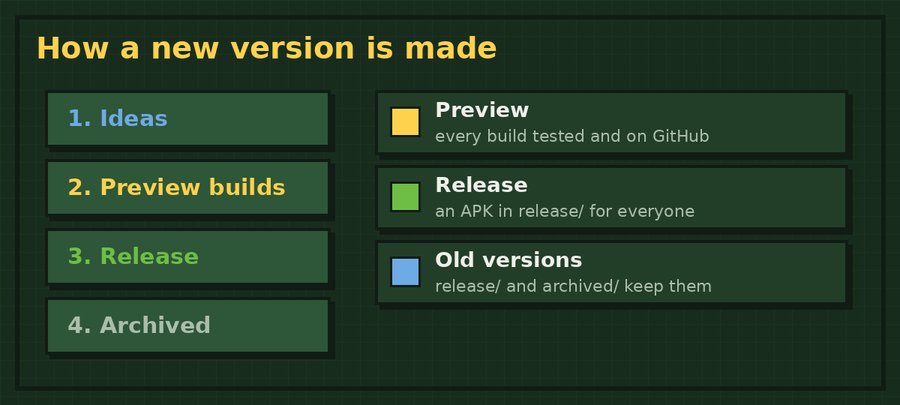 How a new version is made
1. Ideas
2. Preview builds
3. Release
4. Archived
Preview
every build tested and on GitHub
Release
an APK in release/ for everyone
Old versions
release/ and archived/ keep them